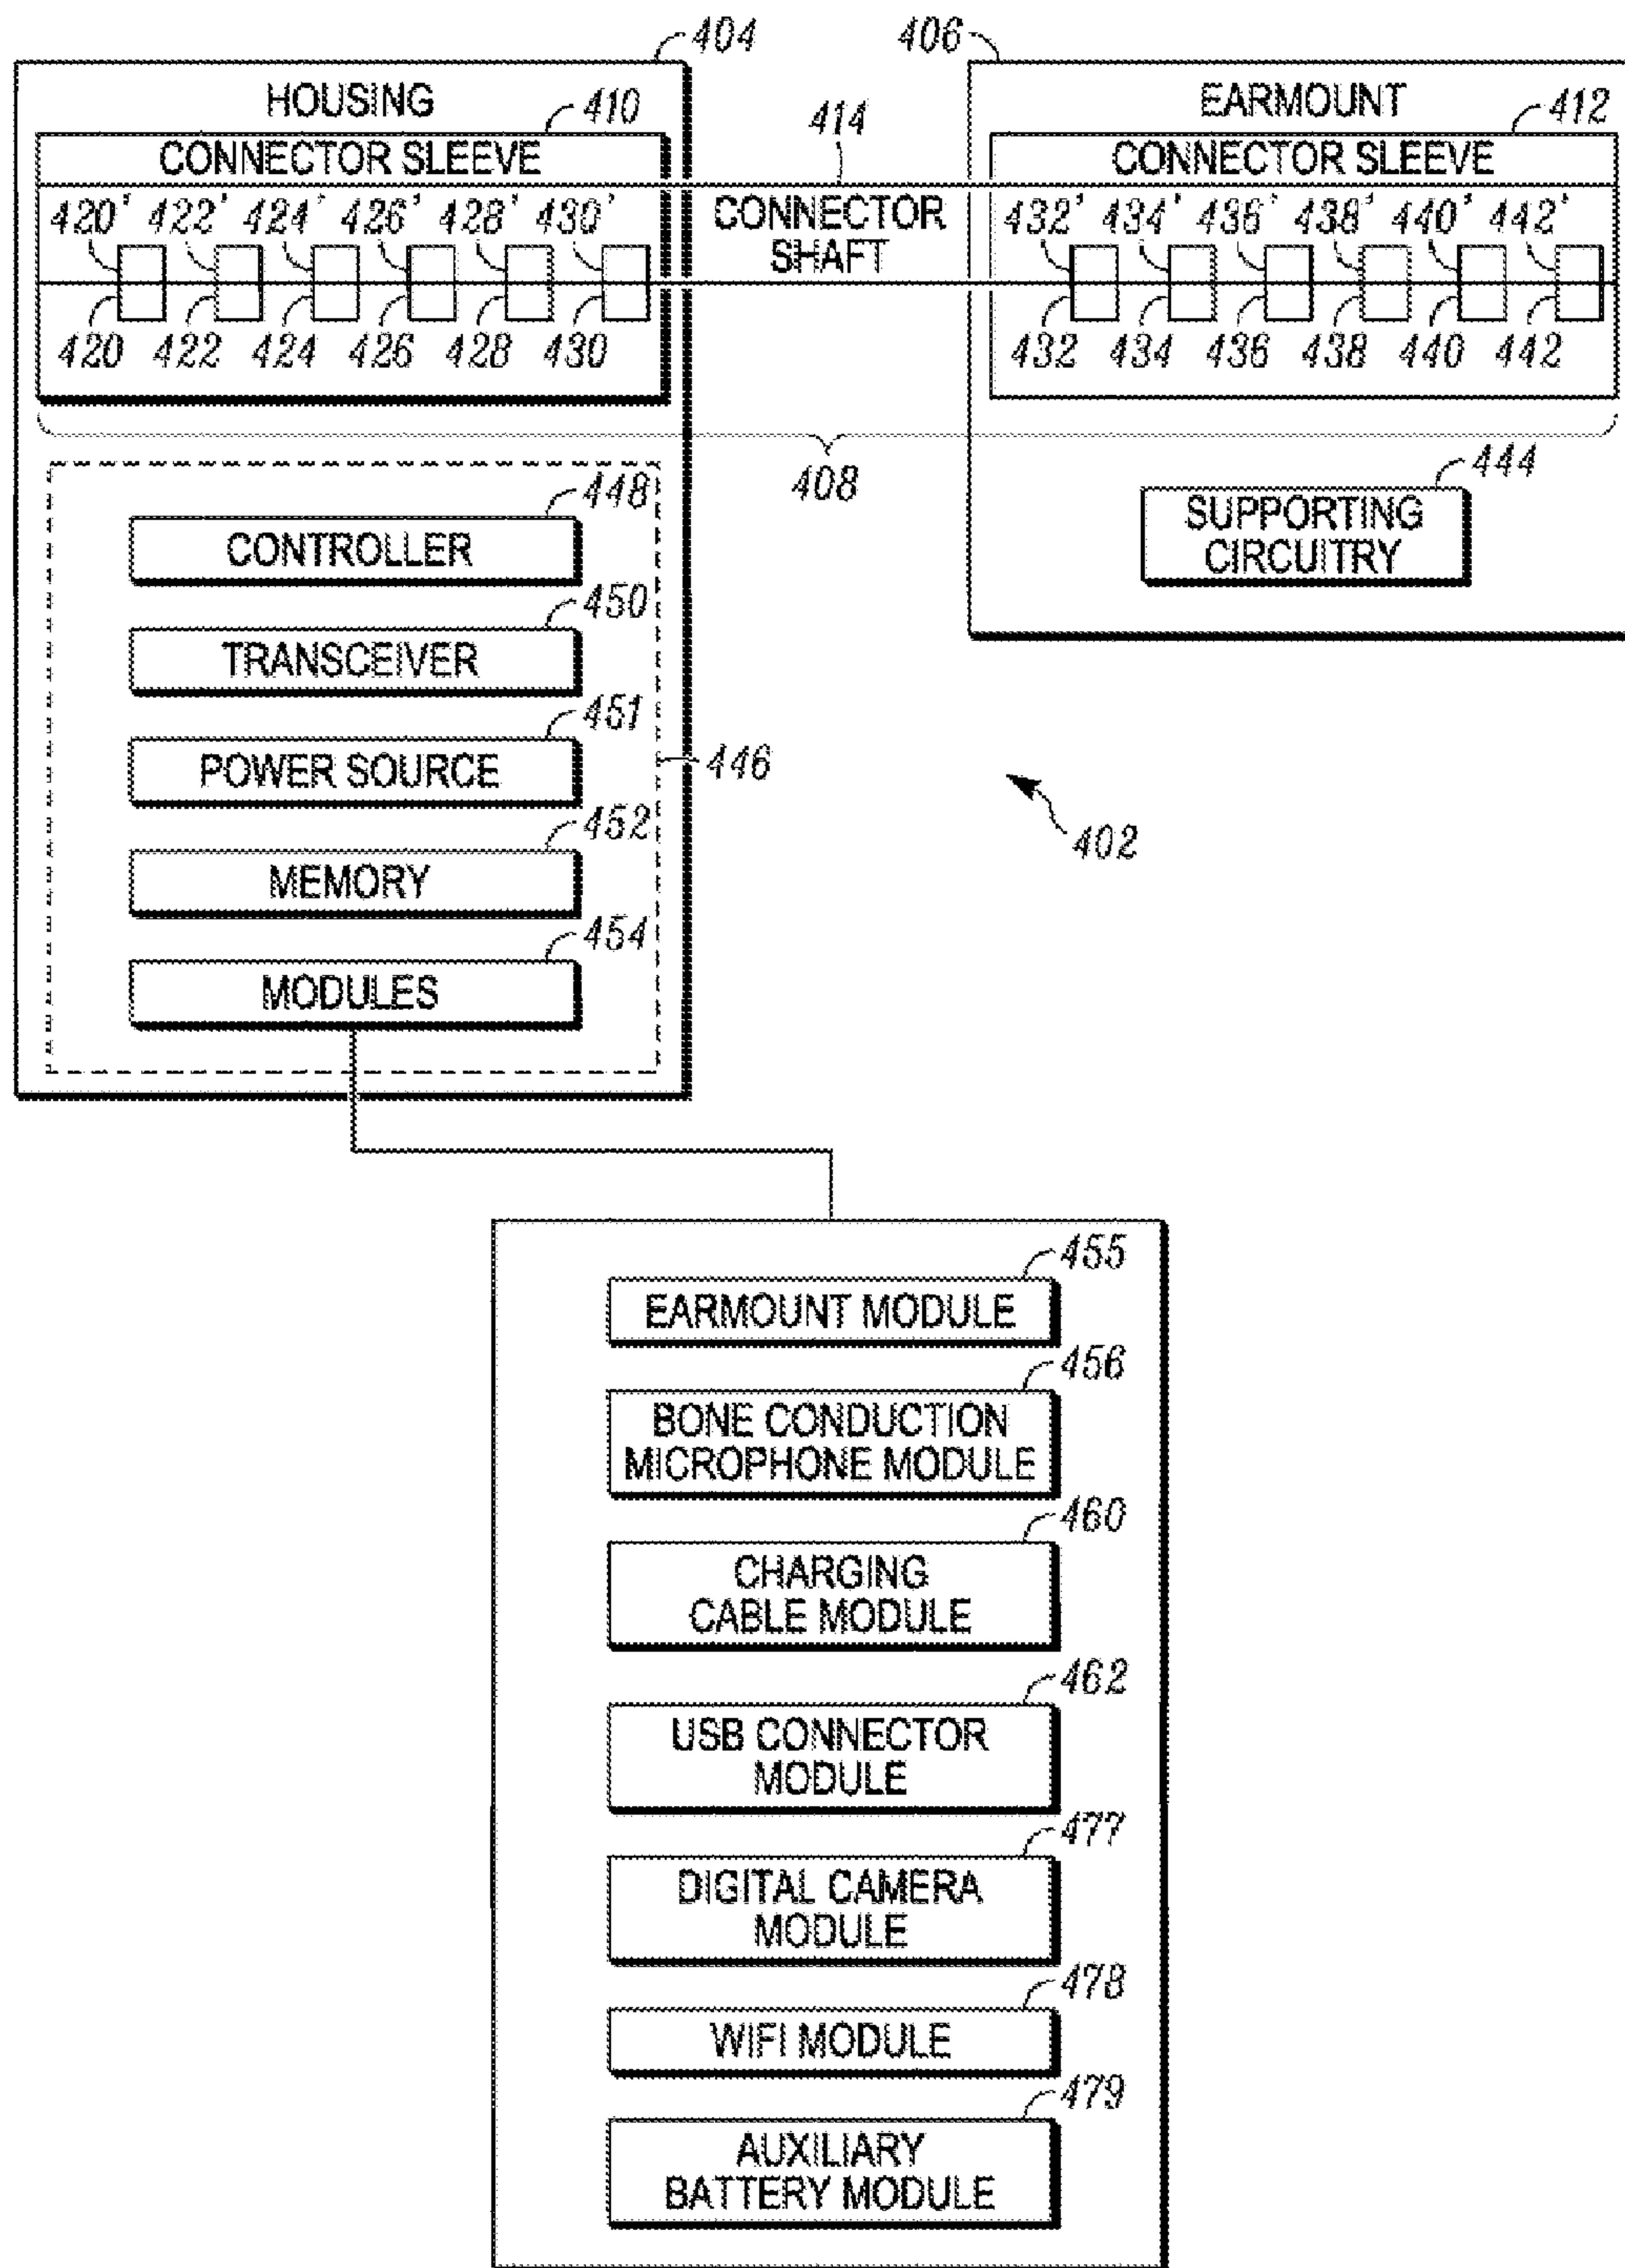 404
406
HOUSING
EARMOUNT
410
414
412
CONNECTOR SLEEVE
CONNECTOR SLEEVE
420' 422' 424' 426' 428' 430'
CONNECTOR
SHAFT
432' 434' 436' 438' 440' 442'
420 422 424 426 428 430
432 434 436 438 440 442
408
444
SUPPORTING
CIRCUITRY
448
CONTROLLER
450
TRANSCEIVER
451
POWER SOURCE
446
402
452
MEMORY
454
MODULES
455
EARMOUNT MODULE
456
BONE CONDUCTION
MICROPHONE MODULE
460
CHARGING
CABLE MODULE
462
USB CONNECTOR
MODULE
477
DIGITAL CAMERA
MODULE
478
WIFI MODULE
479
AUXILIARY
BATTERY MODULE